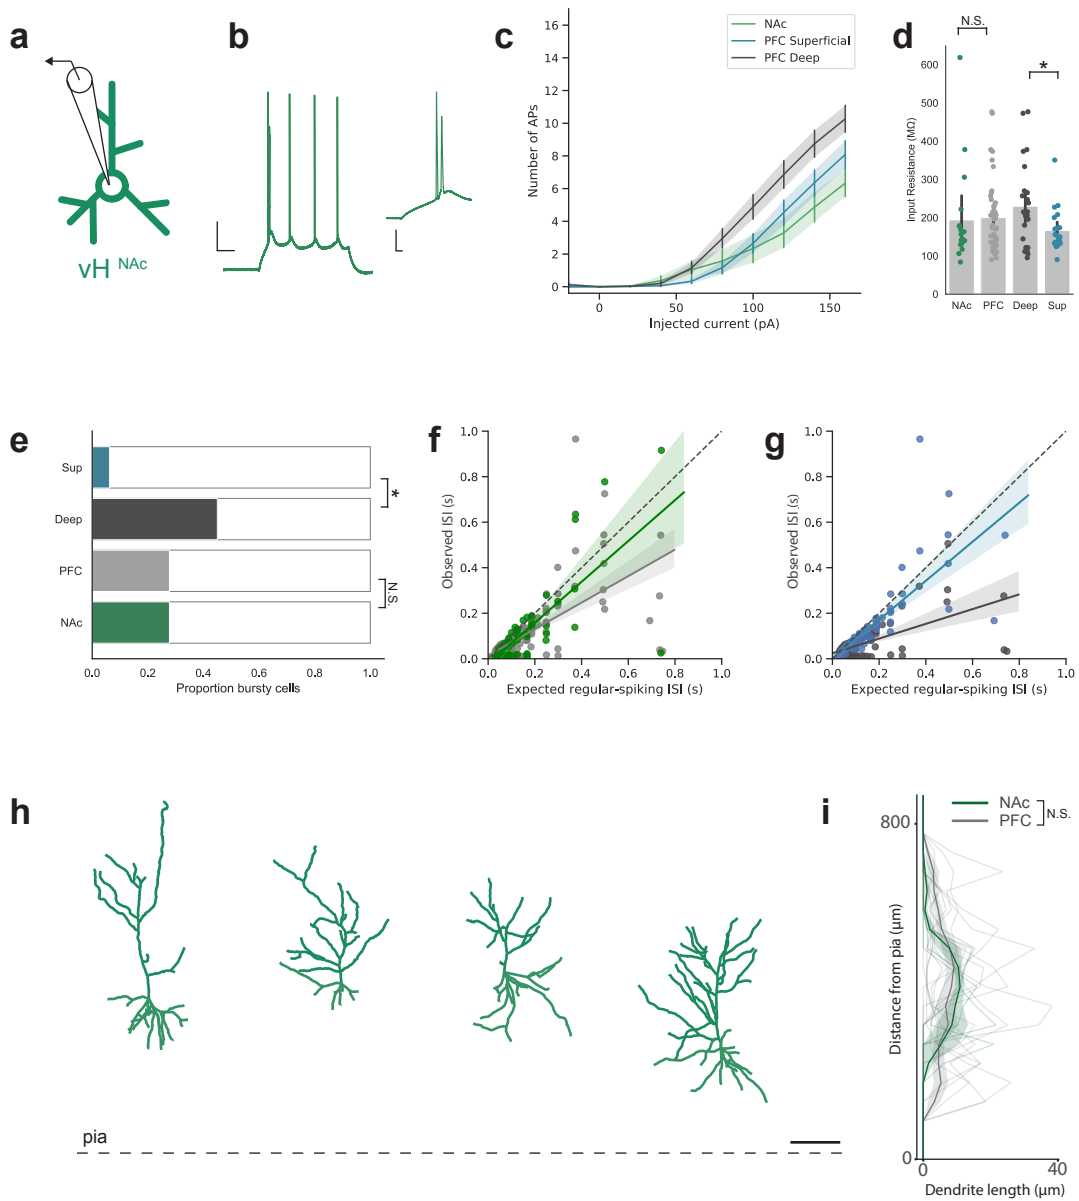 a
vH NAc
b
c
NAc
PFC Superficial
PFC Deep
Number of APs
16
14
12
10
8
6
4
2
0
0
50
100
150
Injected current (pA)
d
N.S.
*
Input Resistance (MΩ)
600
500
400
300
200
100
0
NAc
PFC
Deep
Sup
e
Sup
Deep
PFC
NAc
*
N.S.
0.0
0.2
0.4
0.6
0.8
1.0
Proportion bursty cells
f
Observed ISI (s)
1.0
0.8
0.6
0.4
0.2
0.0
0.0
0.2
0.4
0.6
0.8
1.0
Expected regular-spiking ISI (s)
g
Observed ISI (s)
1.0
0.8
0.6
0.4
0.2
0.0
0.0
0.2
0.4
0.6
0.8
1.0
Expected regular-spiking ISI (s)
h
pia
i
NAc
PFC
N.S.
800
0
Distance from pia (μm)
0
40
Dendrite length (μm)